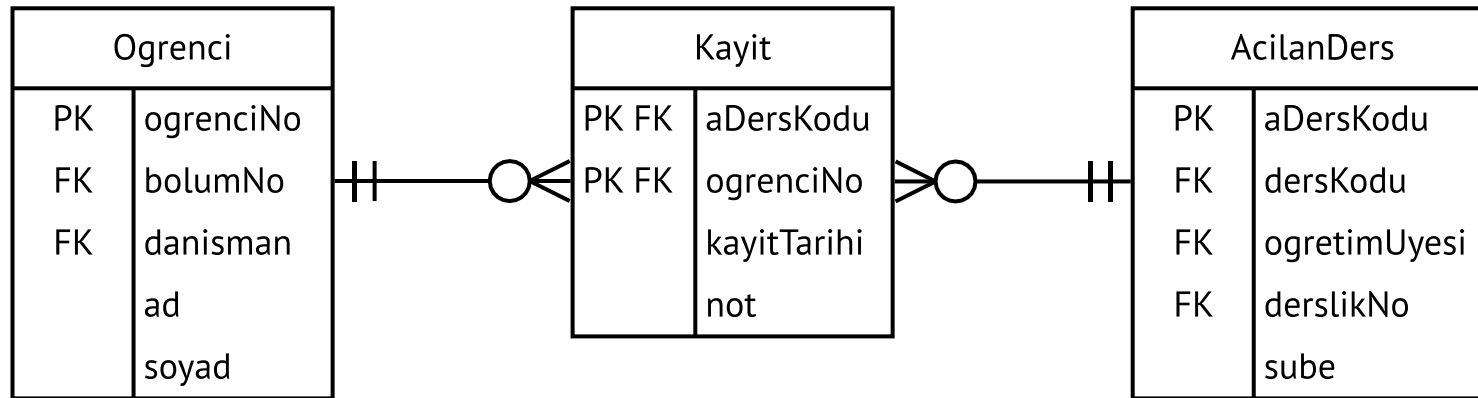 Ogrenci
PK ogrenciNo
FK bolumNo
FK danisman
ad
soyad
Kayit
PK FK aDersKodu
PK FK ogrenciNo
kayitTarihi
not
AcilanDers
PK aDersKodu
FK dersKodu
FK ogretimUyesi
FK derslikNo
sube